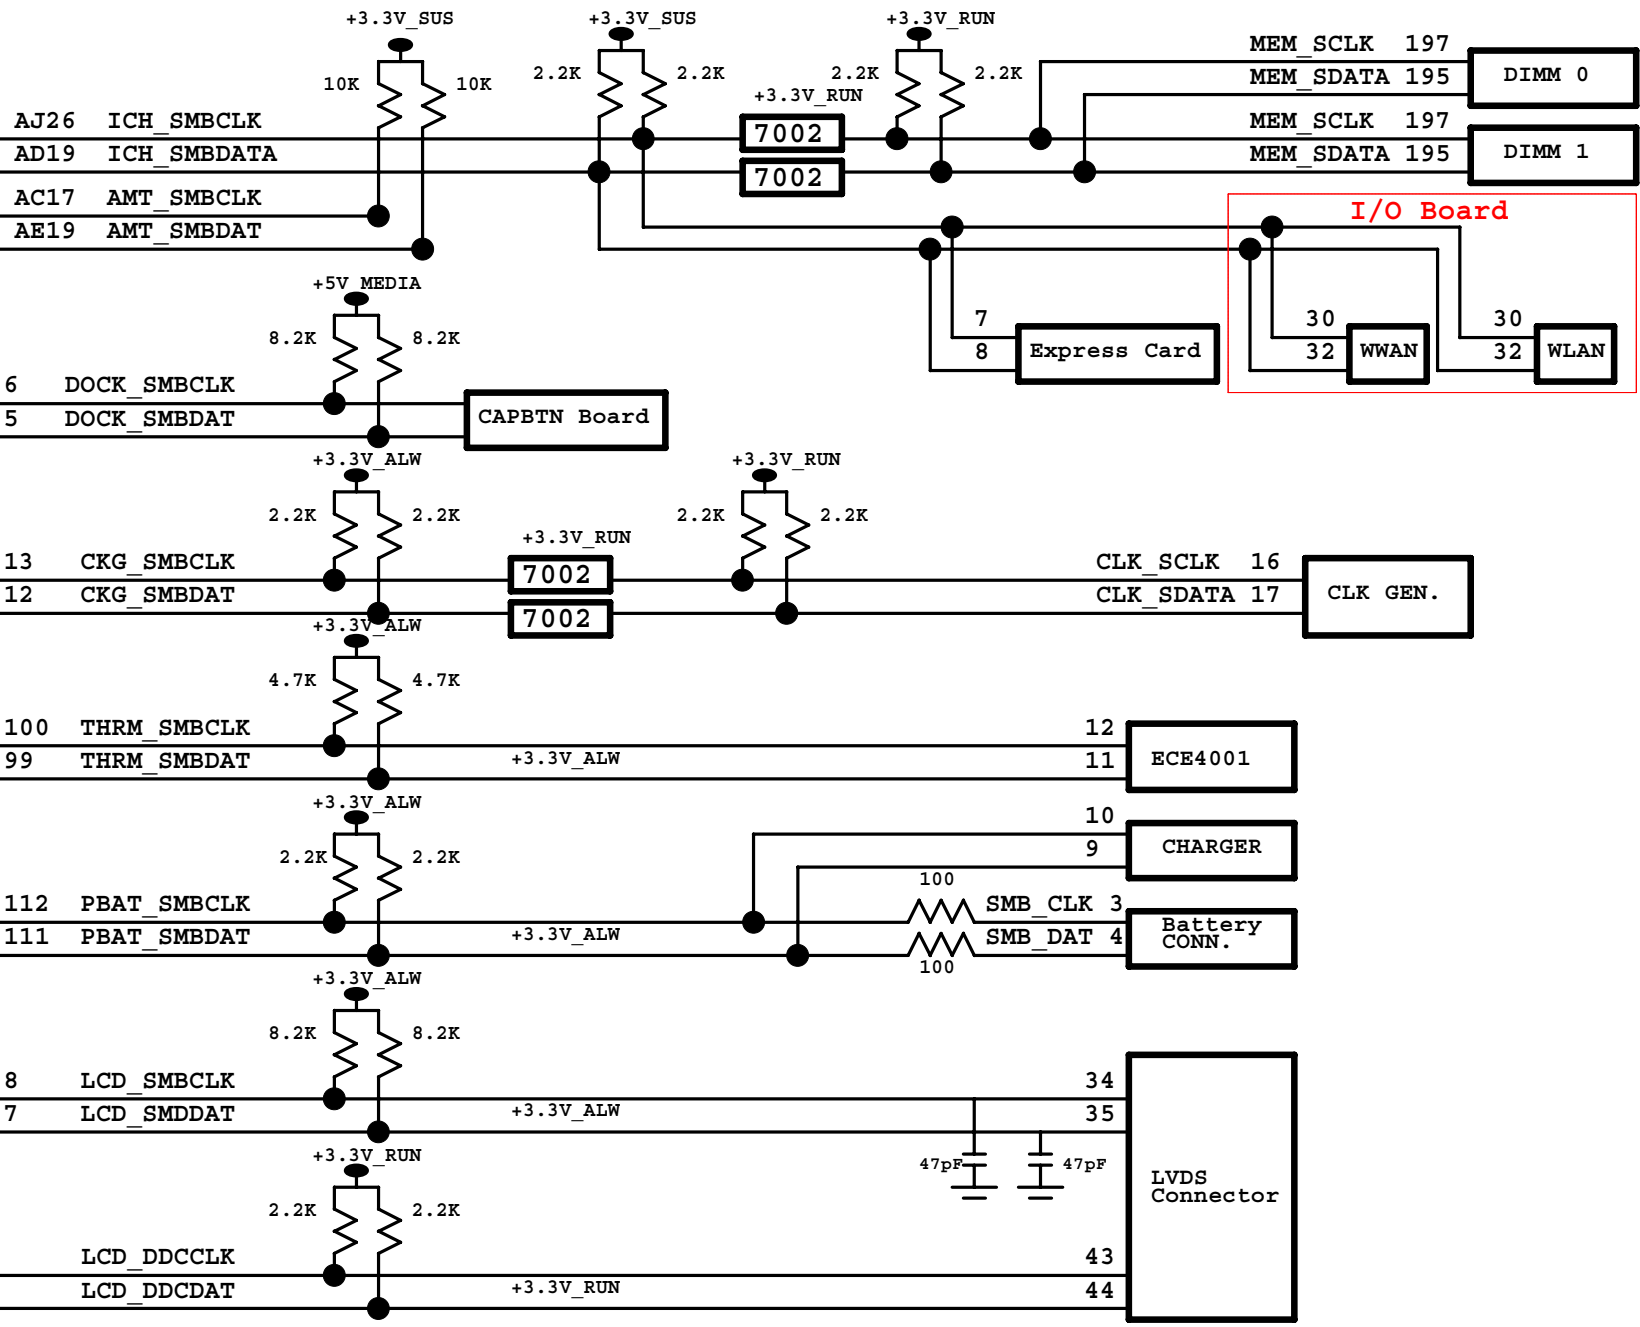 +3.3V_SUS +3.3V_SUS +3.3V_RUN
10K 10K 2.2K 2.2K 2.2K 2.2K
+3.3V_RUN
MEM_SCLK 197
MEM_SDATA 195
DIMM 0
AJ26 ICH_SMBCLK 7002 MEM_SCLK 197
AD19 ICH_SMBDATA 7002 MEM_SDATA 195
DIMM 1
AC17 AMT_SMBCLK
AE19 AMT_SMBDAT
I/O Board
7 30 30
8 Express Card 32 WWAN 32 WLAN
+5V_MEDIA
8.2K 8.2K
6 DOCK_SMBCLK
5 DOCK_SMBDAT
CAPBTN Board
+3.3V_ALW +3.3V_RUN
2.2K 2.2K 2.2K 2.2K
+3.3V_RUN
13 CKG_SMBCLK 7002 CLK_SCLK 16
12 CKG_SMBDAT 7002 CLK_SDATA 17
CLK GEN.
+3.3V_ALW
4.7K 4.7K
100 THRM_SMBCLK 12
99 THRM_SMBDAT +3.3V_ALW 11
ECE4001
+3.3V_ALW
2.2K 2.2K
10
9
CHARGER
100
112 PBAT_SMBCLK SMB_CLK 3
111 PBAT_SMBDAT +3.3V_ALW SMB_DAT 4
Battery
CONN.
100
+3.3V_ALW
8.2K 8.2K
8 LCD_SMBCLK 34
7 LCD_SMDDAT +3.3V_ALW 35
47pF 47pF
LVDS
Connector
+3.3V_RUN
2.2K 2.2K
LCD_DDCCLK 43
LCD_DDCDAT +3.3V_RUN 44